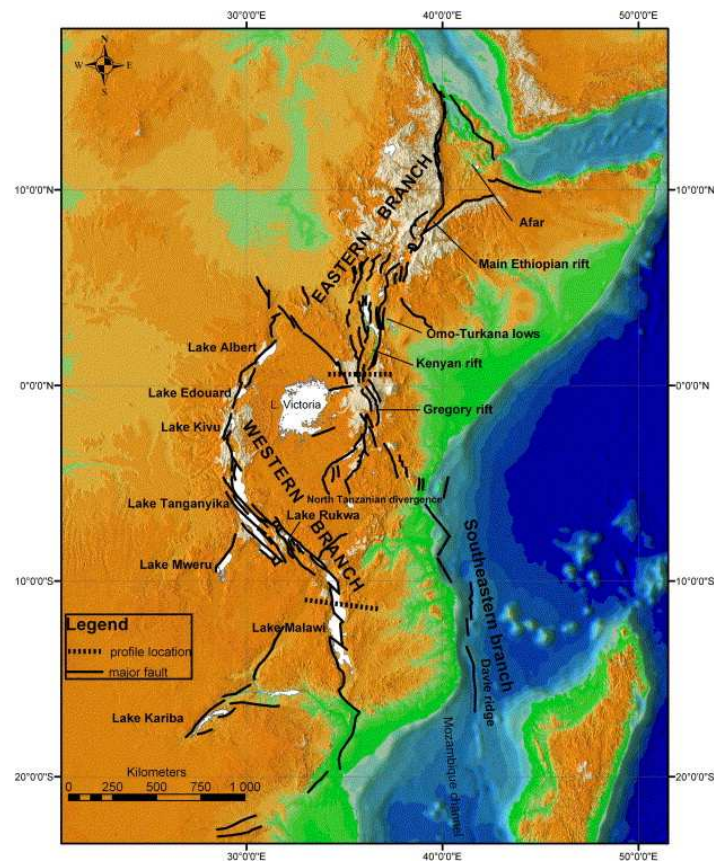 30°0'0"E 40°0'0"E 50°0'0"E
N
W E
S
10°0'0"N 10°0'0"N
EASTERN BRANCH
Afar
Main Ethiopian rift
Omo-Turkana lows
Lake Albert
Kenyan rift
0°0'0"N 0°0'0"N
Lake Edouard
L. Victoria
Gregory rift
Lake Kivu
WESTERN BRANCH
North Tanzanian divergence
Lake Tanganyika
Lake Rukwa
Southeastern branch
Lake Mweru
10°0'0"S 10°0'0"S
Legend
profile location
major fault
Lake Malawi
Davie ridge
Lake Kariba
Mozambique channel
Kilometers
20°0'0"S 20°0'0"S
0 250 500 750 1 000
30°0'0"E 40°0'0"E 50°0'0"E